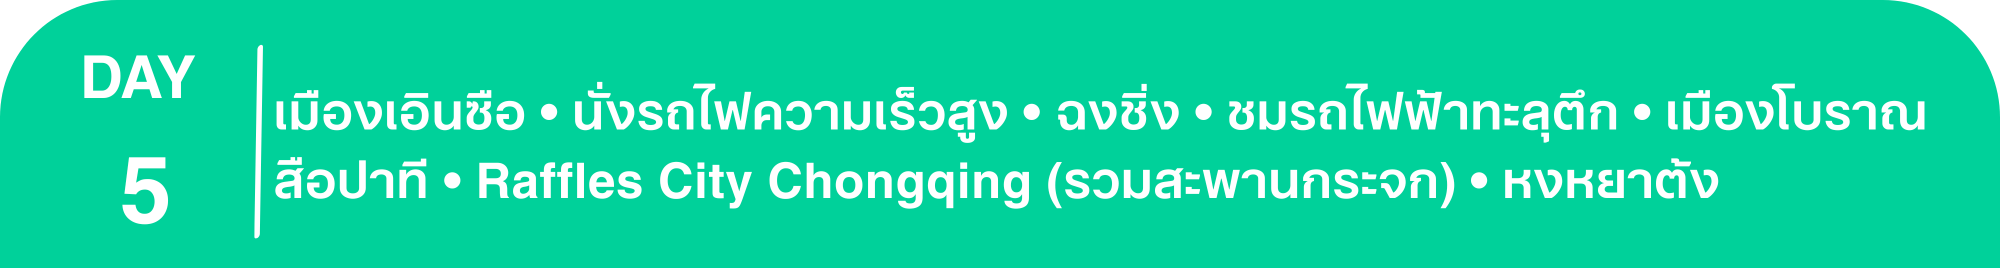 DAY
5
เมืองเอินซือ • นั่งรถไฟความเร็วสูง • ฉงชิ่ง • ชมรถไฟฟ้าทะลุตึก • เมืองโบราณ
สือปาที • Raffles City Chongqing (รวมสะพานกระจก) • หงหยาต้ง